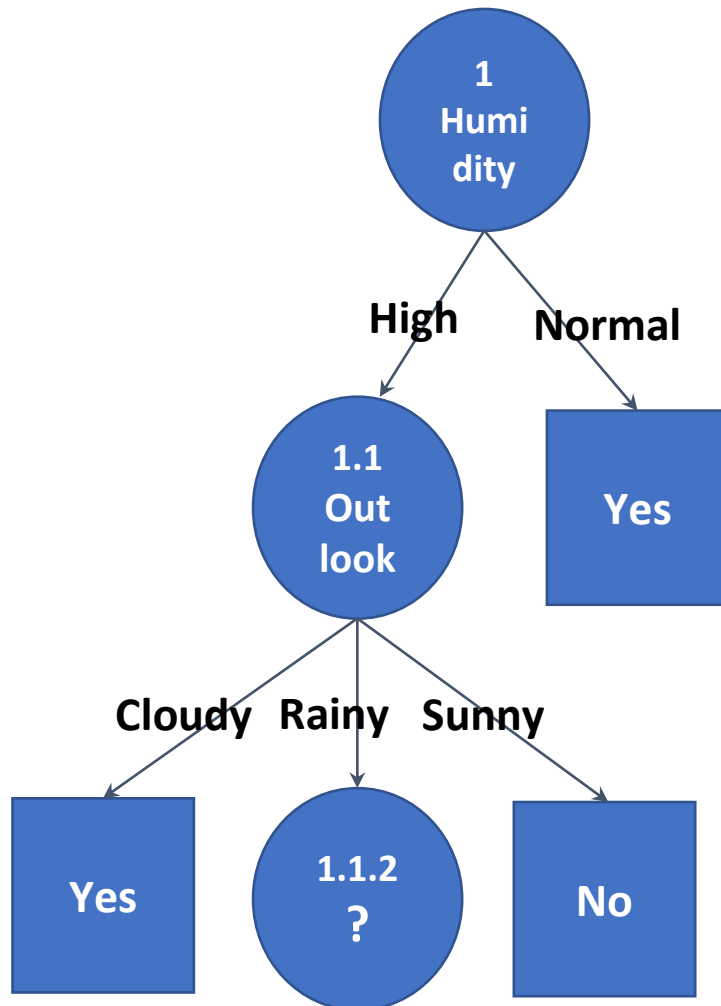 1
Humi
dity
High
Normal
1.1
Out
look
Yes
Cloudy
Rainy
Sunny
Yes
1.1.2
?
No